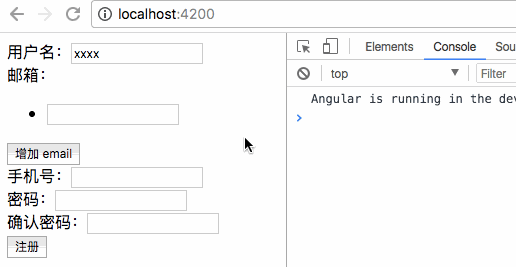 localhost:4200
Elements Console Sou
top Filter
Angular is running in the dev
用户名： xxxx
邮箱：
增加 email
手机号：
密码：
确认密码：
注册